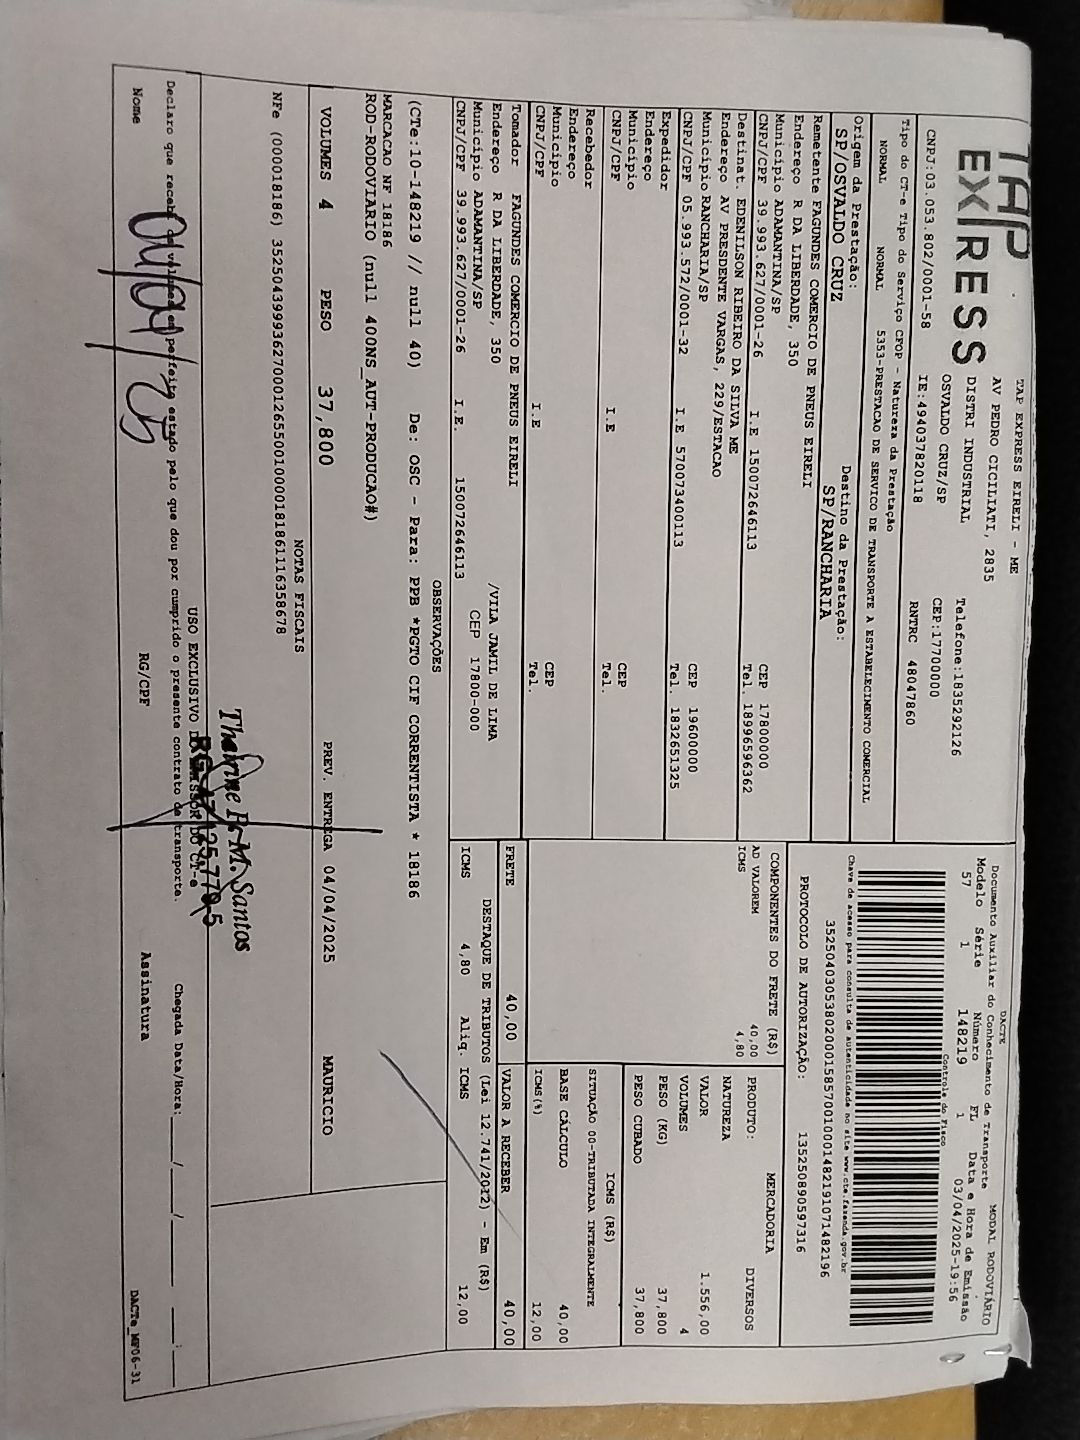 TAP
EXPRESS
TAP EXPRESS EIRELI - ME
AV PEDRO CICILIATI, 2835
DISTRI INDUSTRIAL
OSVALDO CRUZ/SP
Telefone:1835292126
CEP:17700000
CNPJ:03.053.802/0001-58 IE:494037820118 RNTRC 48047860
Tipo do CT-e Tipo do Serviço CFOP - Natureza da Prestação
NORMAL NORMAL 5353-PRESTACAO DE SERVICO DE TRANSPORTE A ESTABELECIMENTO COMERCIAL
Origem da Prestação: Destino da Prestação:
SP/OSVALDO CRUZ SP/RANCHARIA
DACTE
Documento Auxiliar do Conhecimento de Transporte MODAL RODOVIÁRIO
Modelo Série Número FL Data e Hora de Emissão
57 1 148219 1 03/04/2025-19:56
Controle do Fisco
Chave de acesso para consulta de autenticidade no site www.cte.fazenda.gov.br
35250403053802000158570010001482191071482196
PROTOCOLO DE AUTORIZAÇÃO: 135250890597316
Remetente FAGUNDES COMERCIO DE PNEUS EIRELI
Endereço R DA LIBERDADE, 350
Município ADAMANTINA/SP CEP 17800000
CNPJ/CPF 39.993.627/0001-26 I.E 150072646113 Tel. 18996596362
Destinat. EDENILSON RIBEIRO DA SILVA ME
Endereço AV PRESDENTE VARGAS, 229/ESTACAO
Município RANCHARIA/SP CEP 19600000
CNPJ/CPF 05.993.572/0001-32 I.E 570073400113 Tel. 1832651325
Expedidor
Endereço
Município CEP
CNPJ/CPF I.E Tel.
Recebedor
Endereço
Município CEP
CNPJ/CPF I.E Tel.
Tomador FAGUNDES COMERCIO DE PNEUS EIRELI
Endereço R DA LIBERDADE, 350 /VILA JAMIL DE LIMA
Município ADAMANTINA/SP CEP 17800-000
CNPJ/CPF 39.993.627/0001-26 I.E. 150072646113
COMPONENTES DO FRETE (R$)
AD VALOREM 40,00
ICMS 4,80
PRODUTO: MERCADORIA
NATUREZA DIVERSOS
VALOR 1.556,00
VOLUMES 4
PESO (KG) 37,800
PESO CUBADO 37,800
ICMS (R$)
SITUAÇÃO 00-TRIBUTADA INTEGRALMENTE
BASE CÁLCULO 40,00
ICMS(%) 12,00
FRETE 40,00 VALOR A RECEBER 40,00
DESTAQUE DE TRIBUTOS (Lei 12.741/2012) - Em (R$)
ICMS 4,80 Aliq. ICMS 12,00
OBSERVAÇÕES
(CTe:10-148219 // null 40) De: OSC - Para: PPB *PGTO CIF CORRENTISTA * 18186
MARCACAO NF 18186
ROD-RODOVIARIO (null 400NS_AUT-PRODUCAO#)
VOLUMES 4 PESO 37,800 PREV. ENTREGA 04/04/2025 MAURICIO
NOTAS FISCAIS
NFe (000018186) 35250439993627000126550010000181861116358678
Thairine P. M. Santos
USO EXCLUSIVO DO EMISSOR DO CT-e
Declaro que recebi volumes em perfeito estado pelo que dou por cumprido o presente contrato de transporte. Chegada Data/Hora:___/___/___ ___:___
04/04/25
Nome RG/CPF Assinatura
DACTe_MF06-31